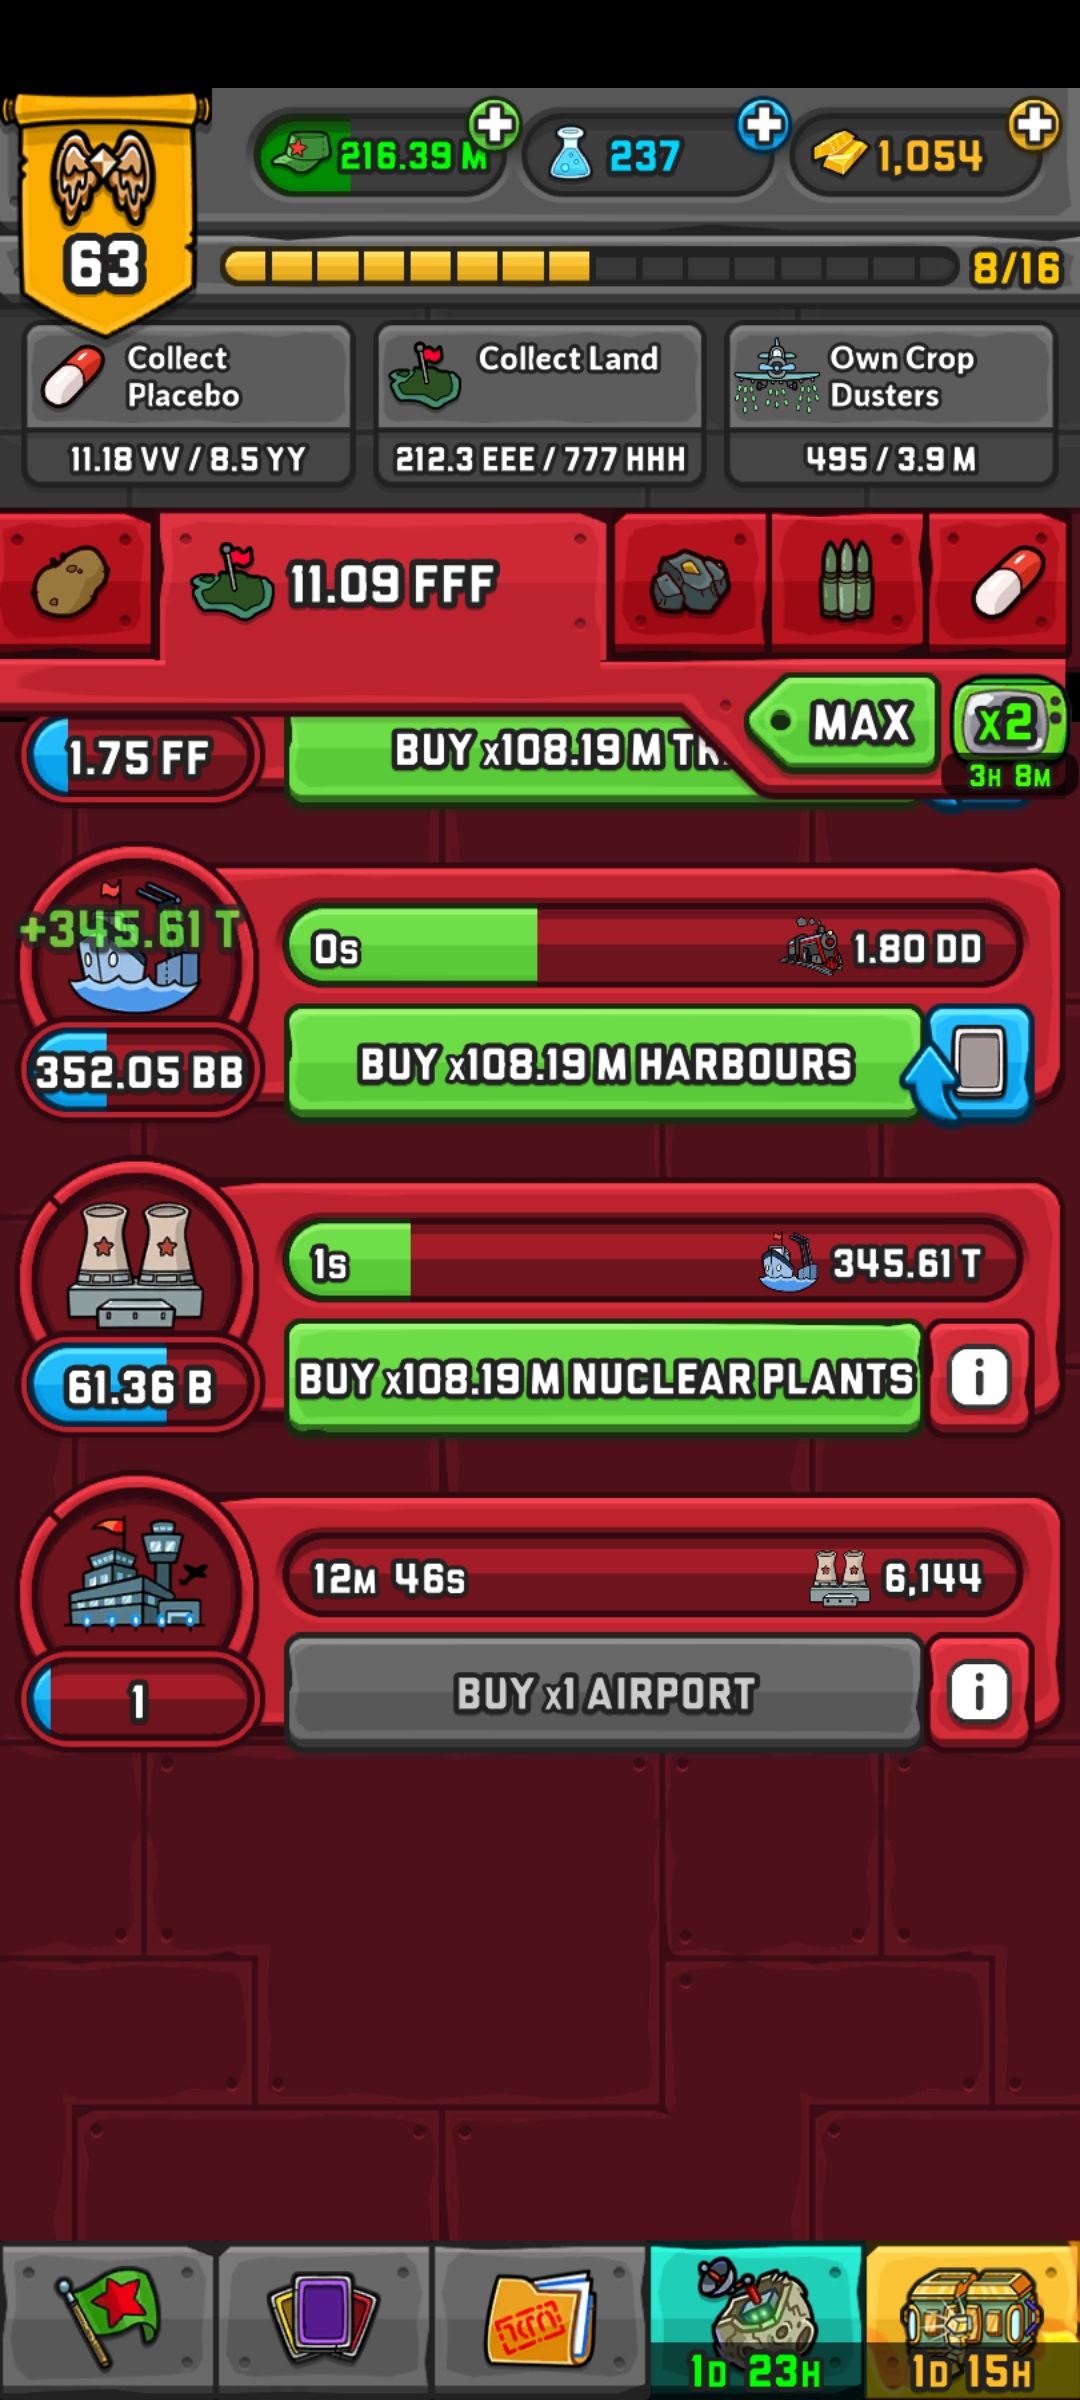 216.39 M
237
1,054
63
8/16
Collect
Placebo
11.18 VV / 8.5 YY
Collect Land
212.3 EEE / 777 HHH
Own Crop
Dusters
495 / 3.9 M
11.09 FFF
MAX
x2
3H 8M
1.75 FF
BUY x108.19 M TR
+345.61 T
0s
1.80 DD
352.05 BB
BUY x108.19 M HARBOURS
1s
345.61 T
61.36 B
BUY x108.19 M NUCLEAR PLANTS
i
12M 46s
6,144
1
BUY x1 AIRPORT
i
1D 23H
1D 15H